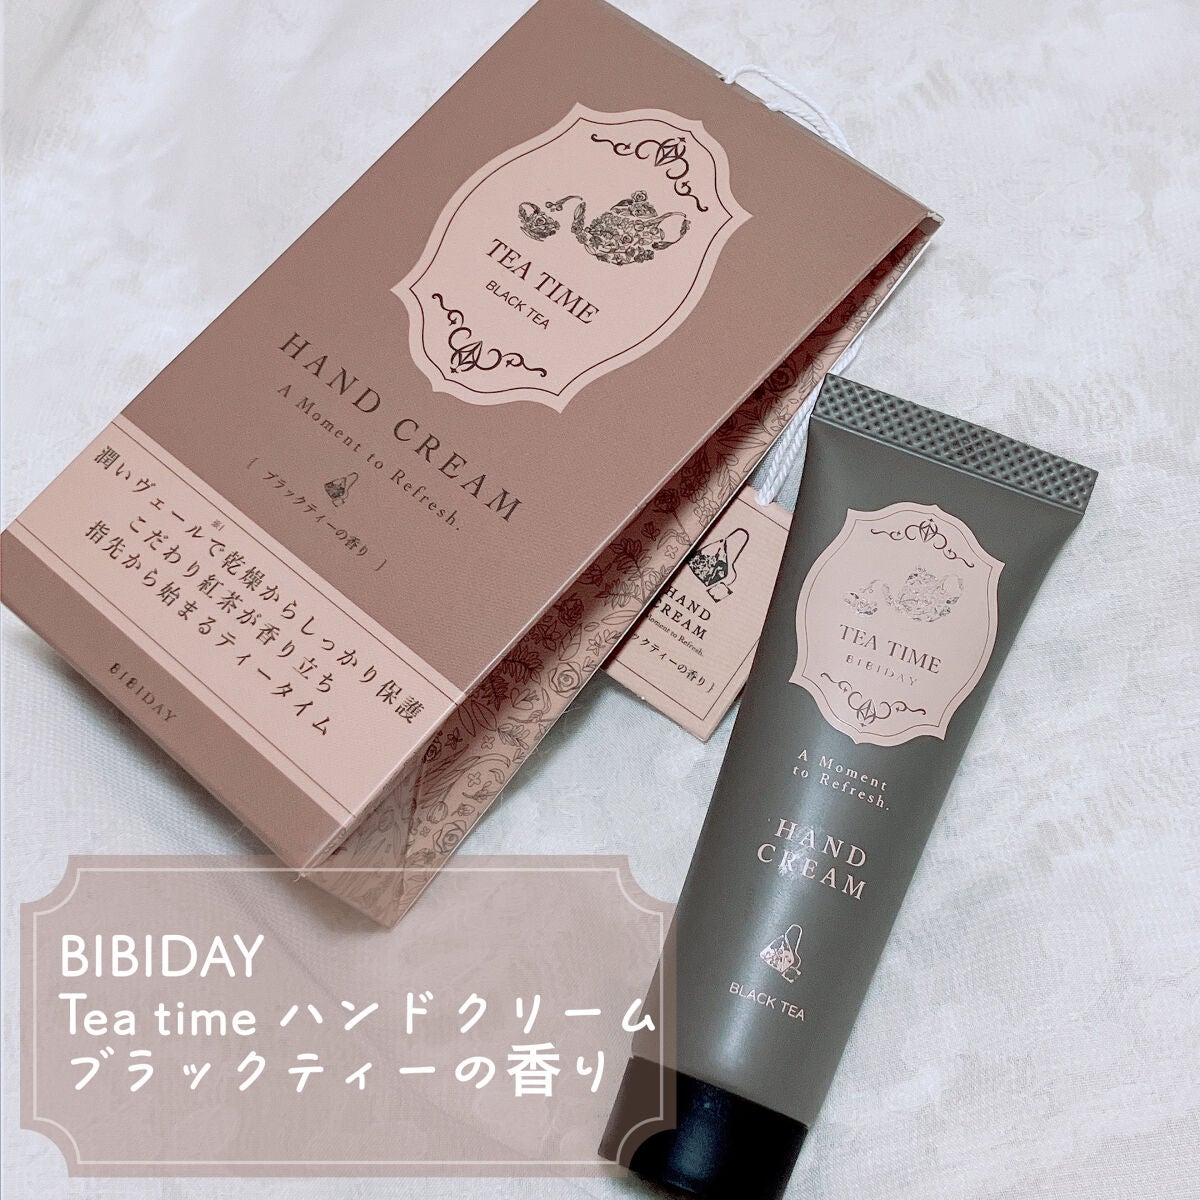 TEA TIME
BLACK TEA
HAND CREAM
A Moment to Refresh.
{ ブラックティーの香り }
潤いヴェールで乾燥からしっかり保護
こだわり紅茶が香り立ち
指先から始まるティータイム
BIBIDAY
HAND
CREAM
Moment to Refresh.
ックティーの香り }
TEA TIME
BIBIDAY
A Moment
to Refresh.
HAND
CREAM
BLACK TEA
BIBIDAY
Tea time ハンドクリーム
ブラックティーの香り